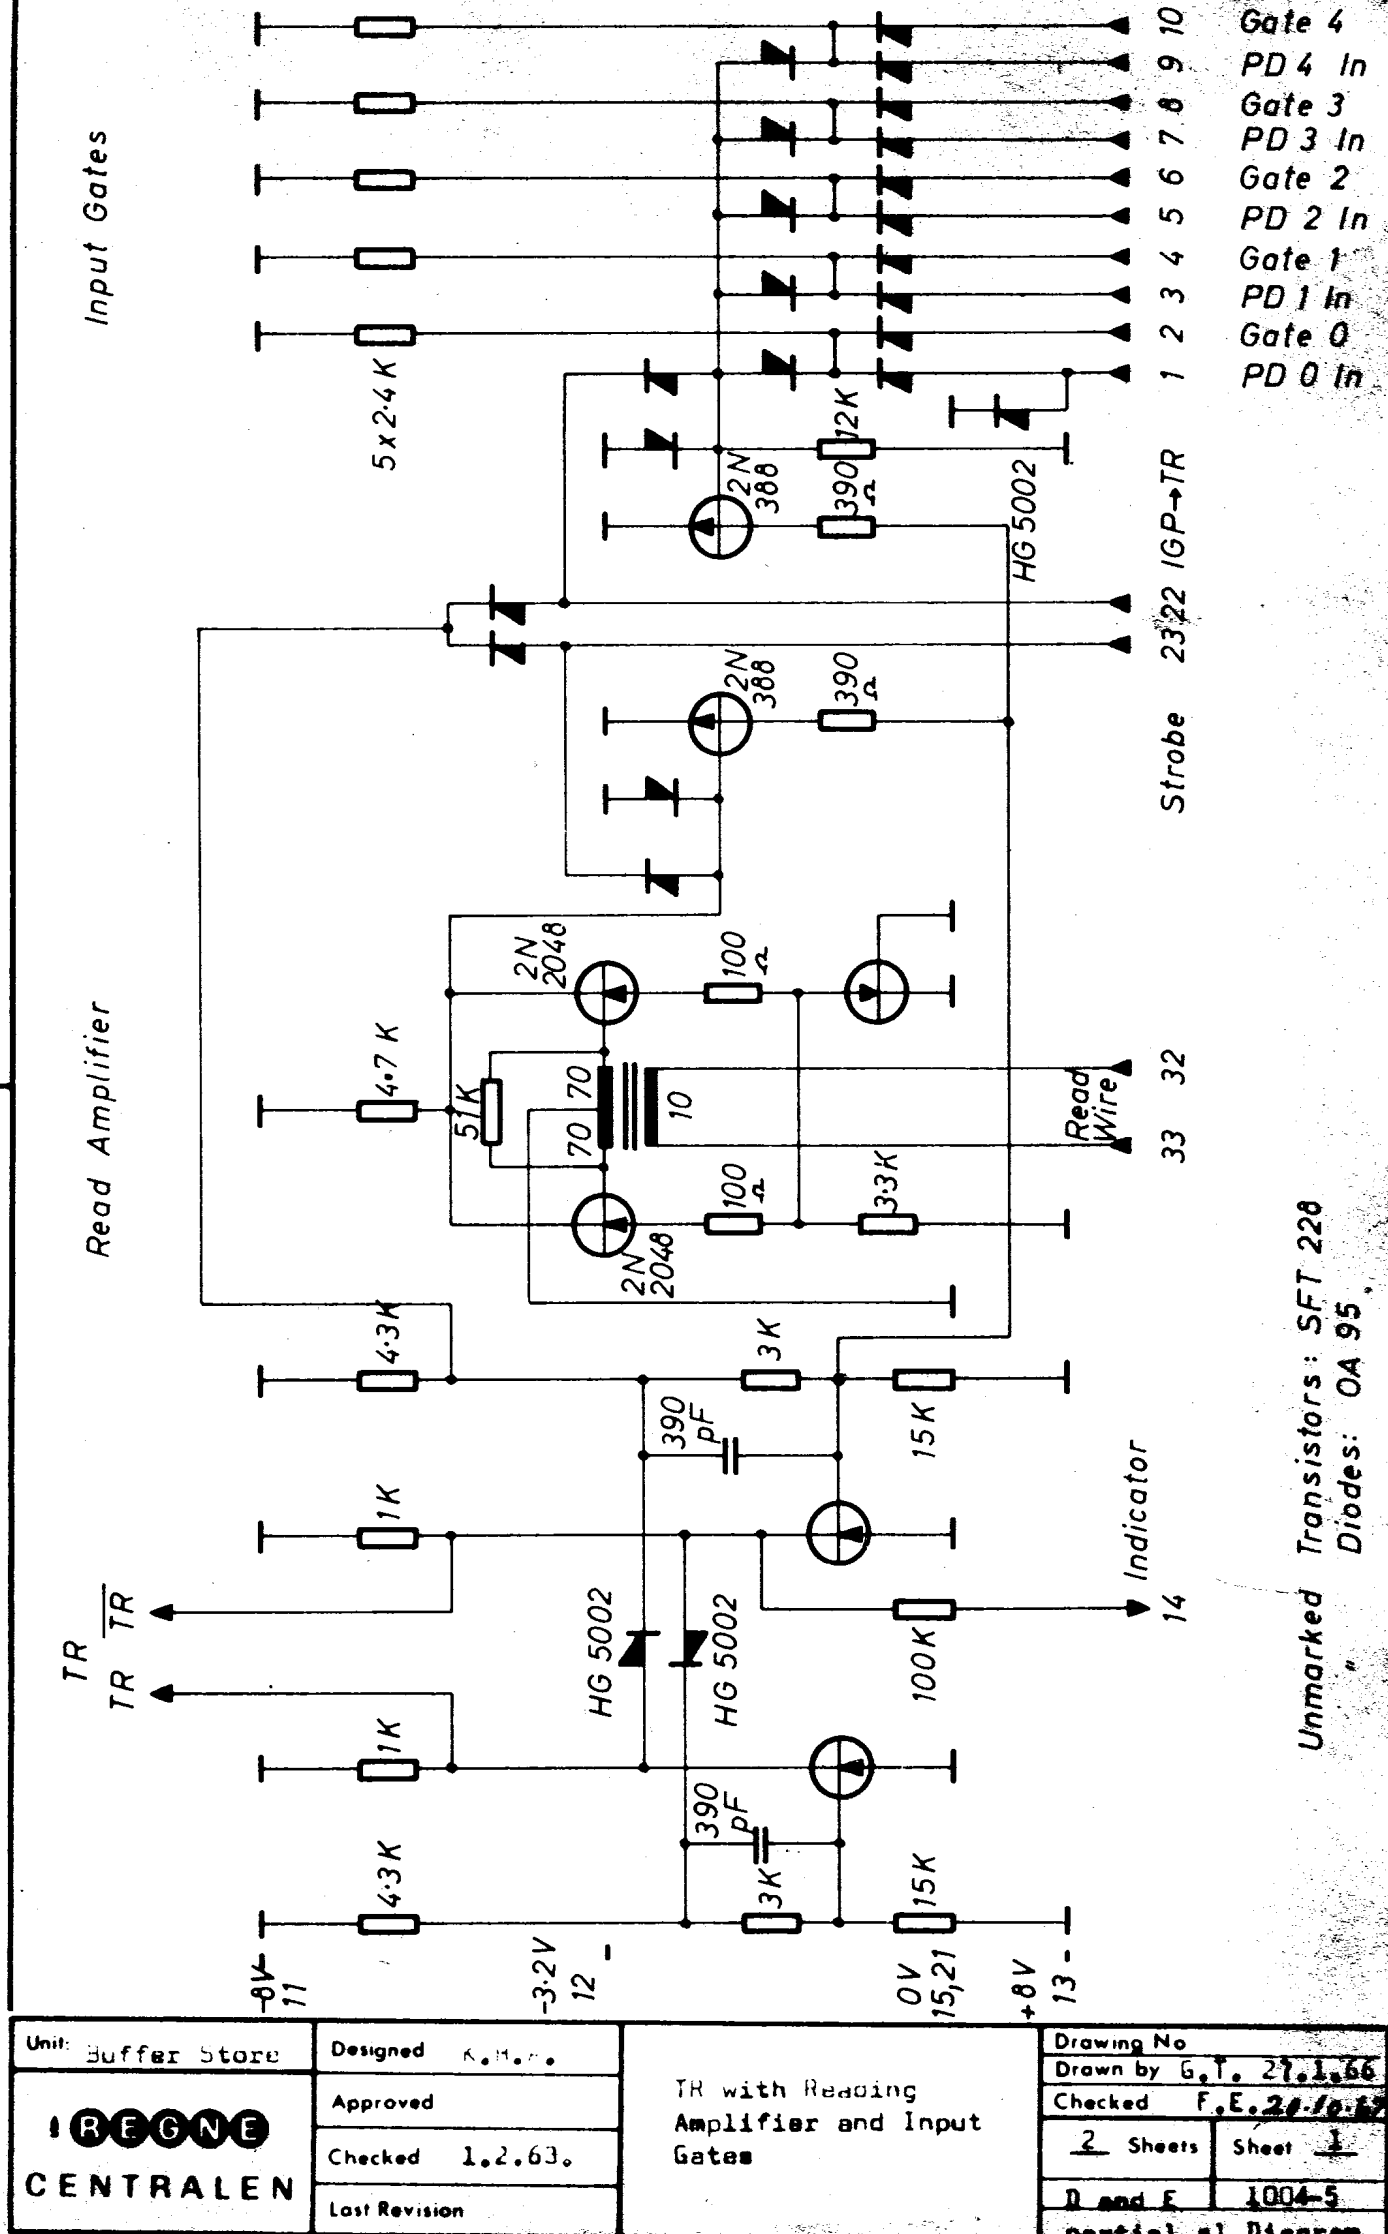 10 Gate 4
9 PD 4 In
8 Gate 3
7 PD 3 In
6 Gate 2
5 PD 2 In
4 Gate 1
3 PD 1 In
2 Gate 0
1 PD 0 In
Input Gates
5 x 2.4 K
12K
2N
388
390
Ω
HG 5002
22 IGP→TR
23 Strobe
2N
388
390
Ω
Read Amplifier
2N
2048
100
Ω
4.7 K
51K
70
70
10
Read
Wire
32
33
100
Ω
3.3K
2N
2048
4.3K
3K
390
pF
15K
1K
TR
TR
TR
HG 5002
HG 5002
100K
14 Indicator
1K
390
pF
4.3K
3K
15K
-8V
11
-3.2V
12
0V
15,21
+8V
13
Unmarked Transistors: SFT 228
" Diodes: OA 95
Unit: Buffer Store
REGNE
CENTRALEN
Designed
Approved
Checked 1.2.63.
Last Revision
TR with Reading
Amplifier and Input
Gates
Drawing No
Drawn by G.T. 27.1.66
Checked F.E.
2 Sheets
Sheet 1
D and E
1004-5
Diagram